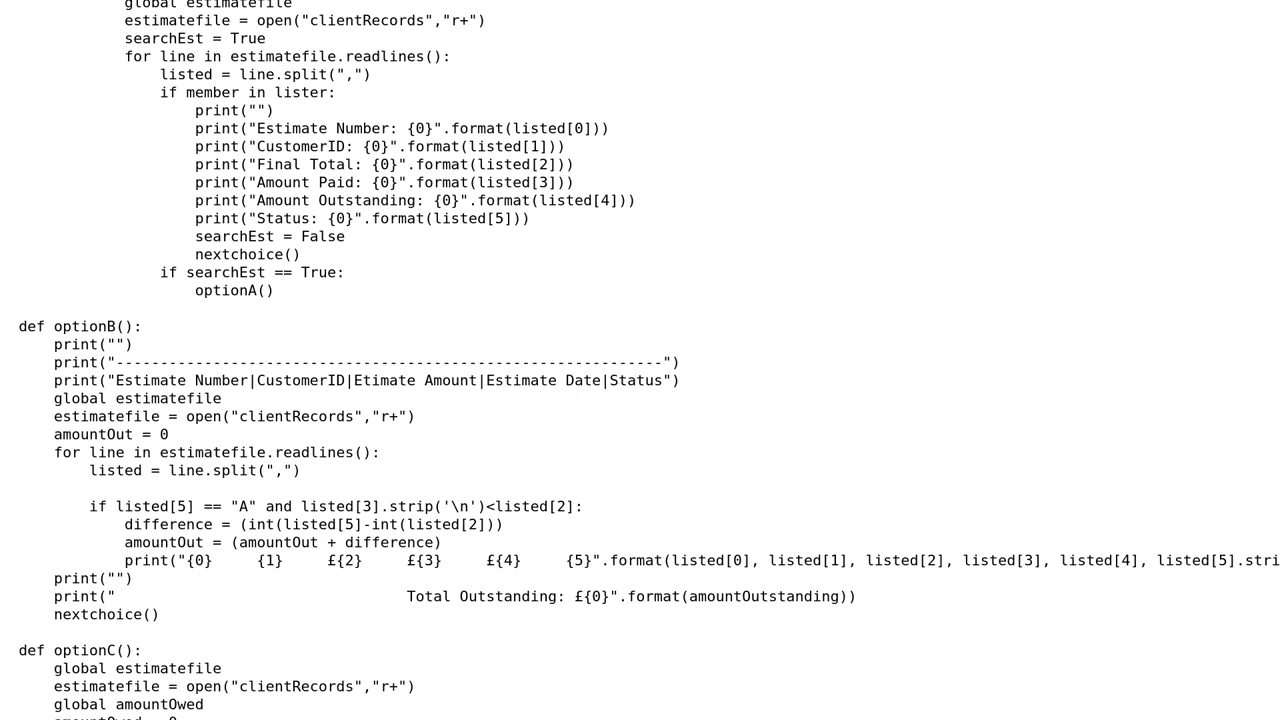 global estimatefile
estimatefile = open("clientRecords","r+")
searchEst = True
for line in estimatefile.readlines():
listed = line.split(",")
if member in lister:
print("")
print("Estimate Number: {0}".format(listed[0]))
print("CustomerID: {0}".format(listed[1]))
print("Final Total: {0}".format(listed[2]))
print("Amount Paid: {0}".format(listed[3]))
print("Amount Outstanding: {0}".format(listed[4]))
print("Status: {0}".format(listed[5]))
searchEst = False
nextchoice()
if searchEst == True:
optionA()
def optionB():
print("")
print("--------------------------------------------------------------")
print("Estimate Number|CustomerID|Etimate Amount|Estimate Date|Status")
global estimatefile
estimatefile = open("clientRecords","r+")
amountOut = 0
for line in estimatefile.readlines():
listed = line.split(",")
if listed[5] == "A" and listed[3].strip('\n')<listed[2]:
difference = (int(listed[5]-int(listed[2]))
amountOut = (amountOut + difference)
print("{0}     {1}     £{2}     £{3}     £{4}     {5}".format(listed[0], listed[1], listed[2], listed[3], listed[4], listed[5].stri
print("")
print("                                 Total Outstanding: £{0}".format(amountOutstanding))
nextchoice()
def optionC():
global estimatefile
estimatefile = open("clientRecords","r+")
global amountOwed
amountOwed = 0